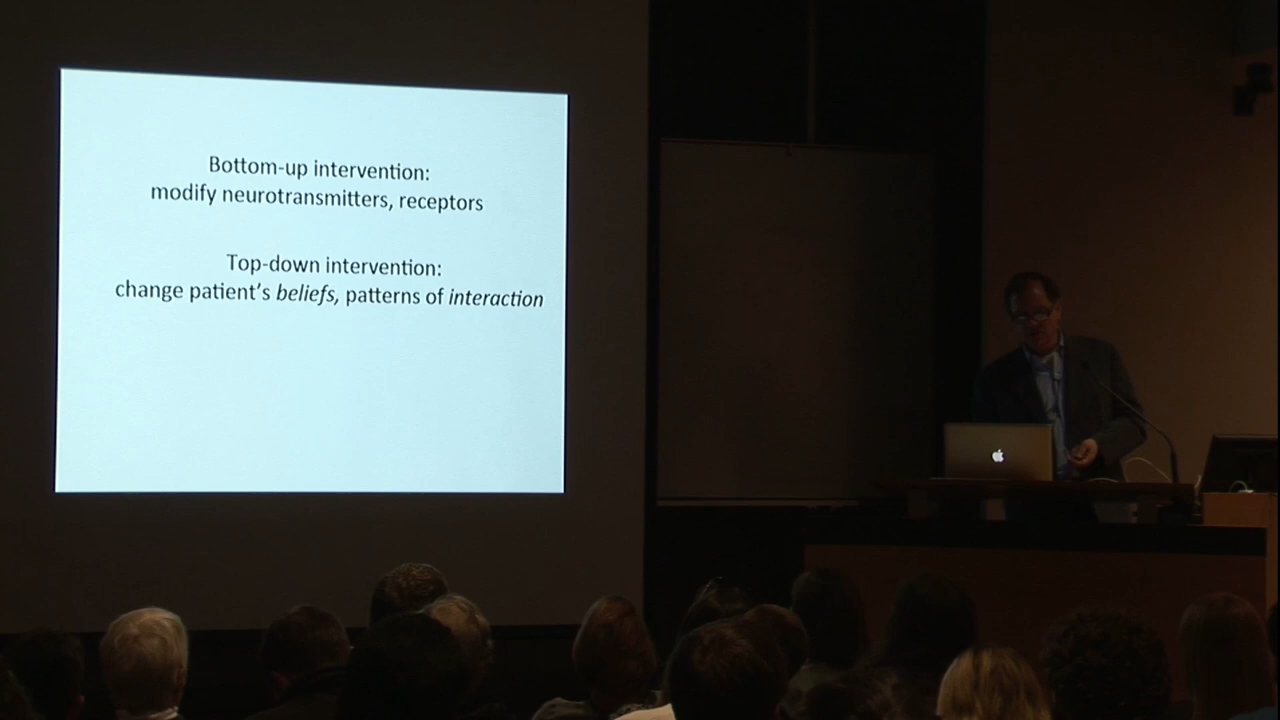 Bottom-up intervention:
modify neurotransmitters, receptors
Top-down intervention:
change patient’s beliefs, patterns of interaction